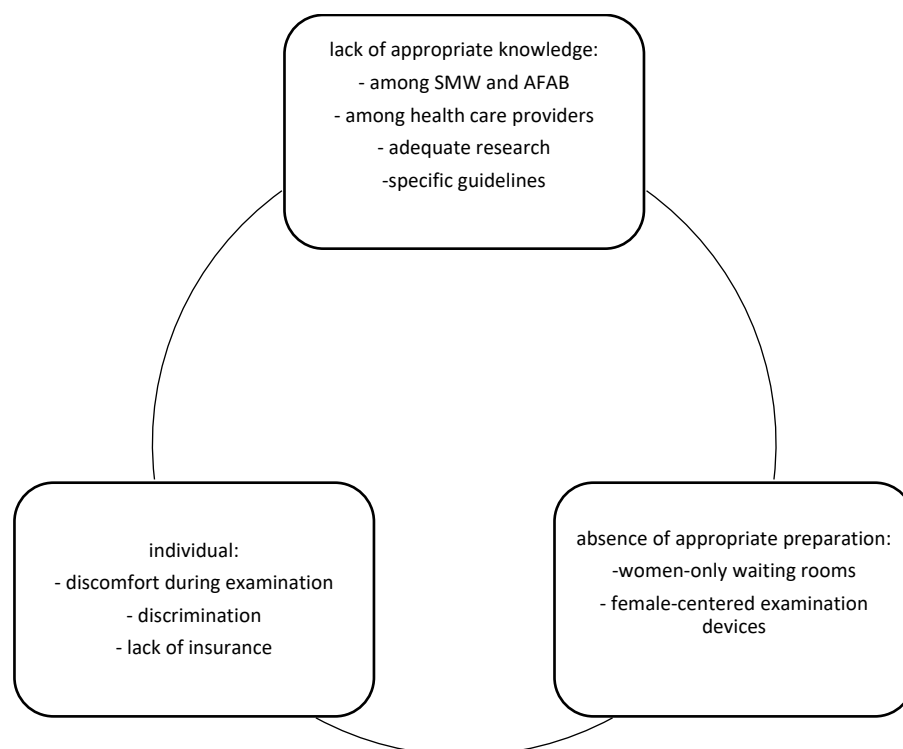 lack of appropriate knowledge:
- among SMW and AFAB
- among health care providers
- adequate research
-specific guidelines
individual:
- discomfort during examination
- discrimination
- lack of insurance
absence of appropriate preparation:
-women-only waiting rooms
- female-centered examination
devices